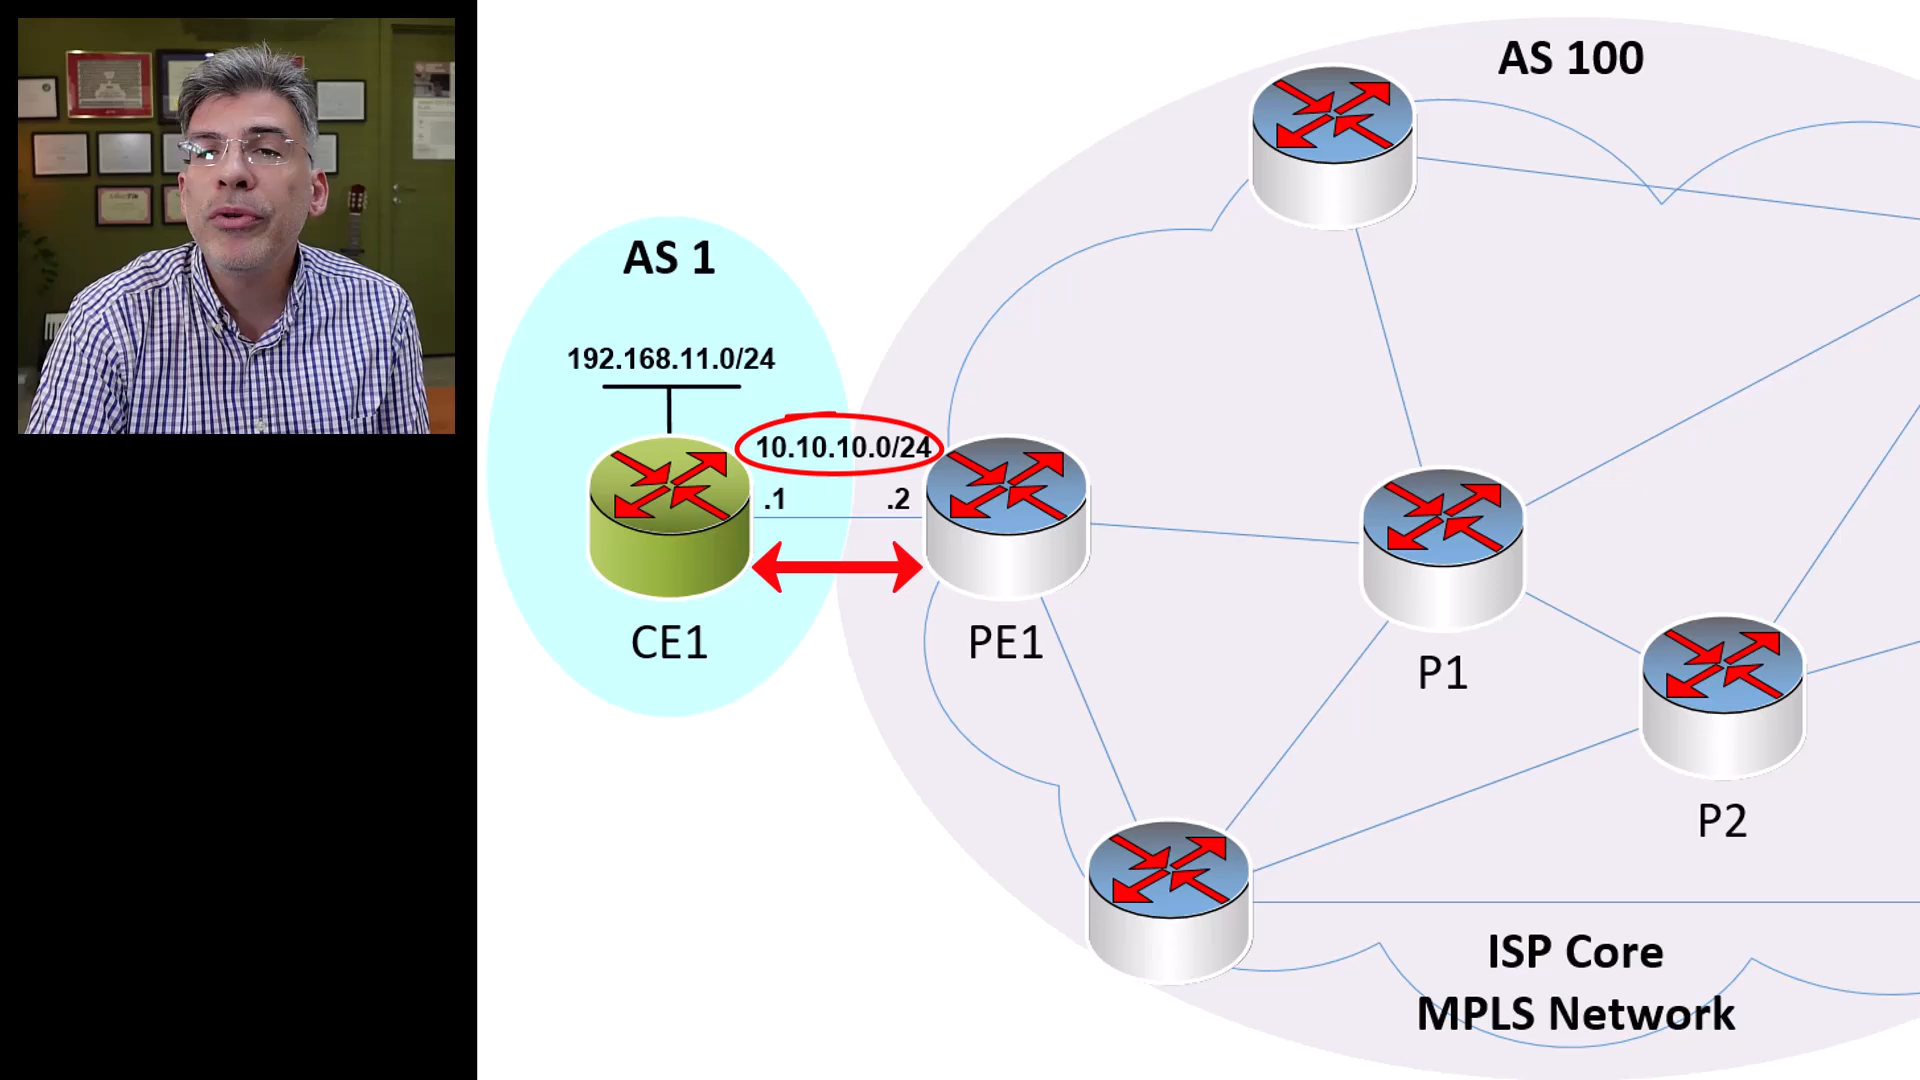 AS 100
AS 1
192.168.11.0/24
10.10.10.0/24
.1
.2
CE1
PE1
P1
P2
ISP Core
MPLS Network